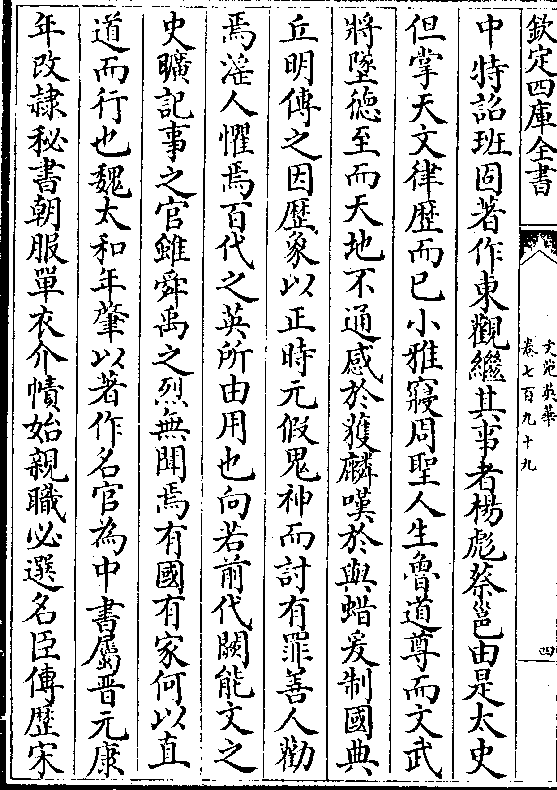 欽定四庫全書
文苑英華
卷七百九十九
四
中特詔班固著作東觀繼其事者楊彪蔡邕由是太史
但掌天文律歴而已小雅寢周聖人生魯道尊而文武
將墜徳至而天地不通感於獲麟嘆於與蜡爰制國典
丘明傳之因歴象以正時元假鬼神而討有罪善人勸
焉滛人懼焉百代之英所由用也向若前代闕能文之
史曠記事之官雖舜禹之烈無聞焉有國有家何以直
道而行也魏太和年肇以著作名官為中書屬晋元康
年改隷秘書朝服單衣介幘始親職必選名臣傳歴宋